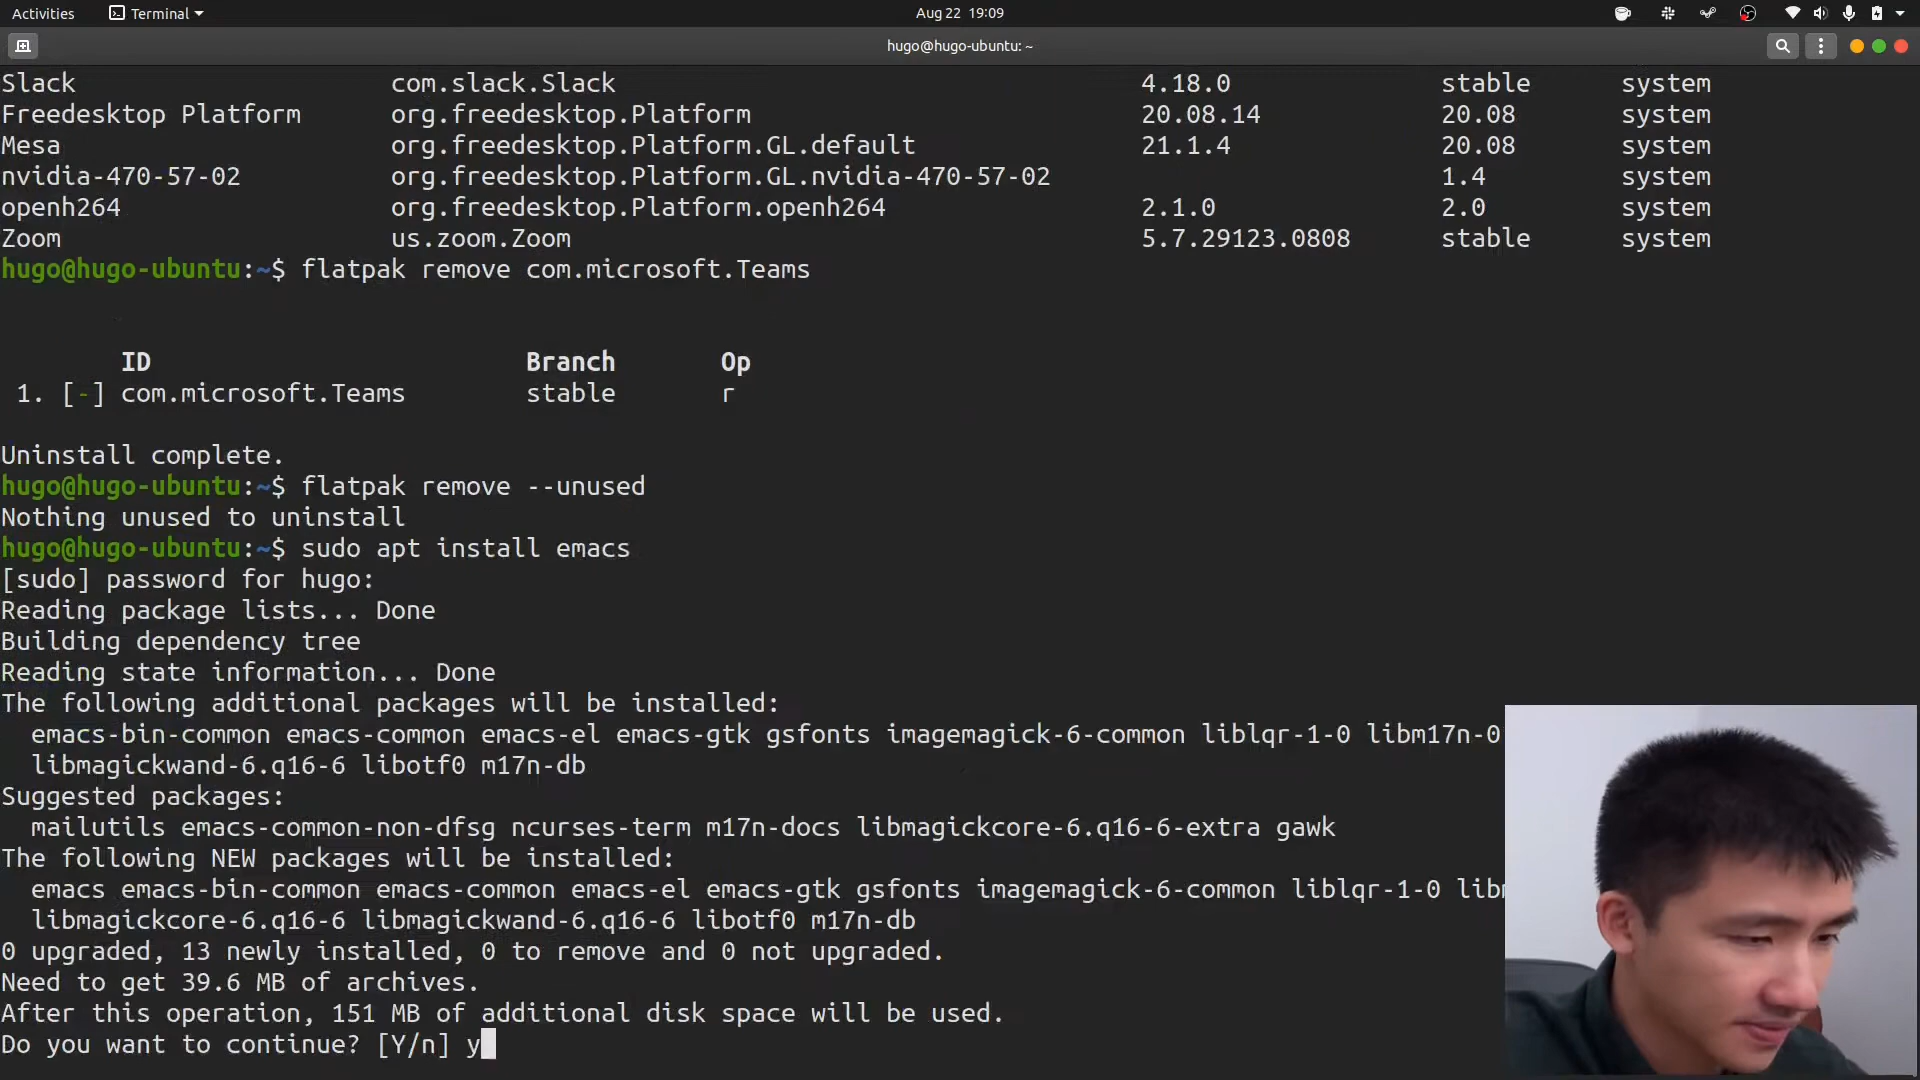 Activities Terminal Aug 22 19:09
hugo@hugo-ubuntu: ~
Slack com.slack.Slack 4.18.0 stable system
Freedesktop Platform org.freedesktop.Platform 20.08.14 20.08 system
Mesa org.freedesktop.Platform.GL.default 21.1.4 20.08 system
nvidia-470-57-02 org.freedesktop.Platform.GL.nvidia-470-57-02 1.4 system
openh264 org.freedesktop.Platform.openh264 2.1.0 2.0 system
Zoom us.zoom.Zoom 5.7.29123.0808 stable system
hugo@hugo-ubuntu:~$ flatpak remove com.microsoft.Teams
ID Branch Op
1. [-] com.microsoft.Teams stable r
Uninstall complete.
hugo@hugo-ubuntu:~$ flatpak remove --unused
Nothing unused to uninstall
hugo@hugo-ubuntu:~$ sudo apt install emacs
[sudo] password for hugo:
Reading package lists... Done
Building dependency tree
Reading state information... Done
The following additional packages will be installed:
emacs-bin-common emacs-common emacs-el emacs-gtk gsfonts imagemagick-6-common liblqr-1-0 libm17n-0
libmagickwand-6.q16-6 libotf0 m17n-db
Suggested packages:
mailutils emacs-common-non-dfsg ncurses-term m17n-docs libmagickcore-6.q16-6-extra gawk
The following NEW packages will be installed:
emacs emacs-bin-common emacs-common emacs-el emacs-gtk gsfonts imagemagick-6-common liblqr-1-0
libmagickcore-6.q16-6 libmagickwand-6.q16-6 libotf0 m17n-db
0 upgraded, 13 newly installed, 0 to remove and 0 not upgraded.
Need to get 39.6 MB of archives.
After this operation, 151 MB of additional disk space will be used.
Do you want to continue? [Y/n] y